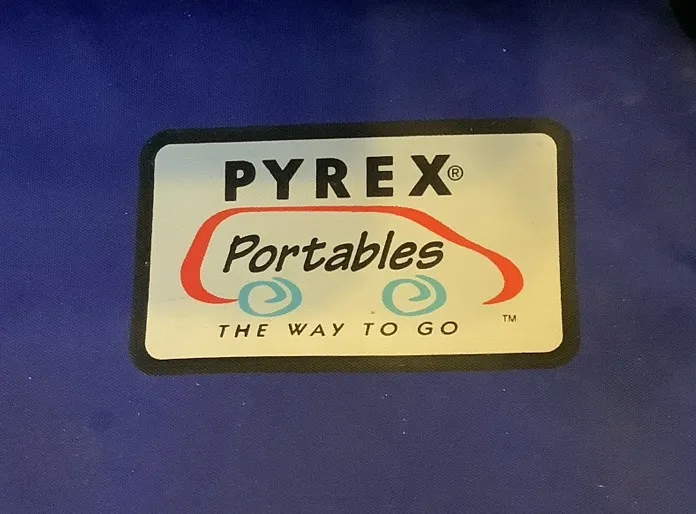 PYREX®
Portables
THE WAY TO GO ™